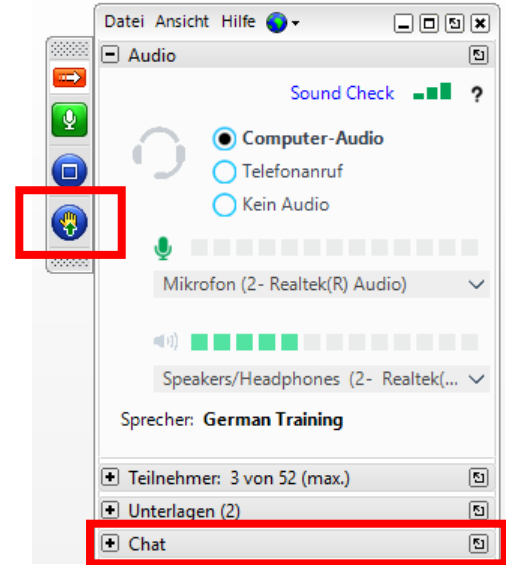 Datei Ansicht Hilfe
Audio
Sound Check ?
Computer-Audio
Telefonanruf
Kein Audio
Mikrofon (2- Realtek(R) Audio)
Speakers/Headphones (2- Realtek(...
Sprecher: German Training
Teilnehmer: 3 von 52 (max.)
Unterlagen (2)
Chat